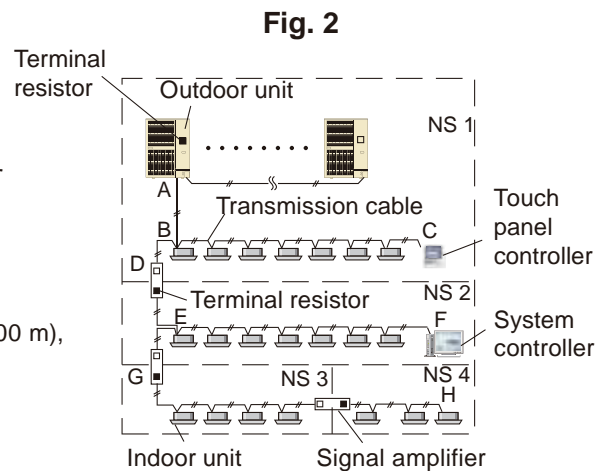 Fig. 2
Terminal
resistor
Outdoor unit
NS 1
A
Transmission cable
Touch
panel
controller
B
C
D
Terminal resistor
NS 2
00 m),
E
F
System
controller
G
NS 3
NS 4
H
Indoor unit
Signal amplifier